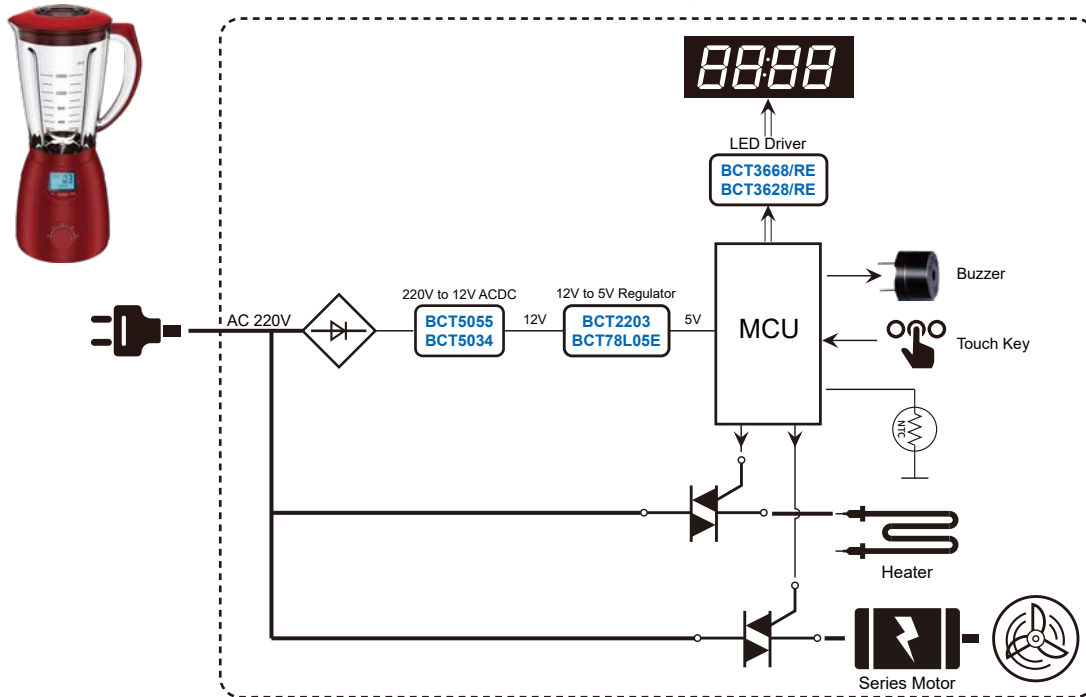 88:88
LED Driver
BCT3668/RE
BCT3628/RE
Buzzer
220V to 12V ACDC
12V to 5V Regulator
AC 220V
BCT5055
BCT5034
12V
BCT2203
BCT78L05E
5V
MCU
Touch Key
NTC
Heater
Series Motor